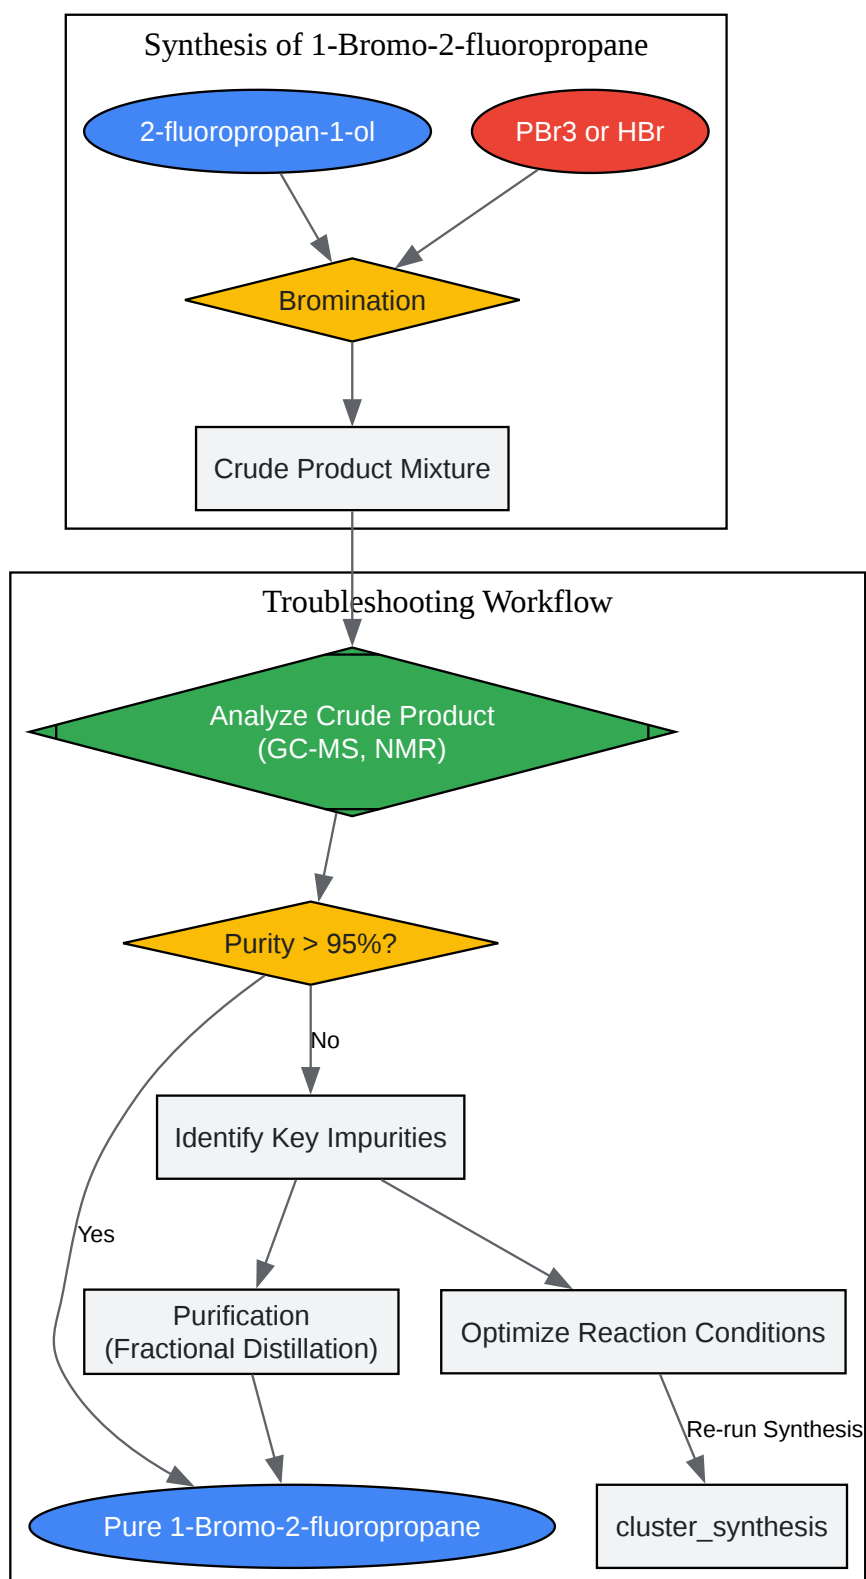 Synthesis of 1-Bromo-2-fluoropropane
2-fluoropropan-1-ol
PBr3 or HBr
Bromination
Crude Product Mixture
Troubleshooting Workflow
Analyze Crude Product
(GC-MS, NMR)
Purity > 95%?
No
Identify Key Impurities
Yes
Purification
(Fractional Distillation)
Optimize Reaction Conditions
Re-run Synthesis
Pure 1-Bromo-2-fluoropropane
cluster_synthesis